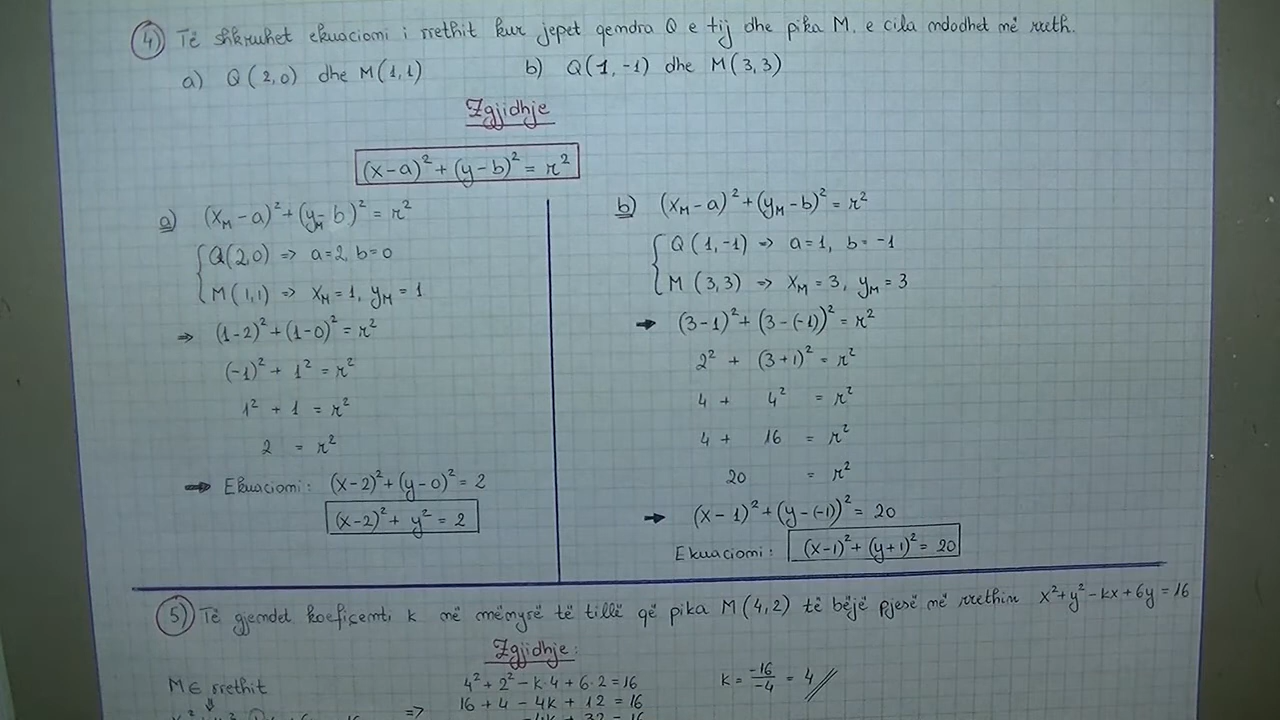 4) Të shkruhet ekuacioni i rrethit kur jepet qendra Q e tij dhe pika M, e cila ndodhet në rreth.
a) Q(2,0) dhe M(1,1) b) Q(1,-1) dhe M(3,3)
Zgjidhje
(x-a)² + (y-b)² = r²
a) (x_M - a)² + (y_M - b)² = r²
Q(2,0) => a=2, b=0
M(1,1) => x_M = 1, y_M = 1
=> (1-2)² + (1-0)² = r²
(-1)² + 1² = r²
1² + 1 = r²
2 = r²
=> Ekuacioni: (x-2)² + (y-0)² = 2
(x-2)² + y² = 2
b) (x_M - a)² + (y_M - b)² = r²
Q(1,-1) => a=1, b=-1
M(3,3) => x_M = 3, y_M = 3
→ (3-1)² + (3-(-1))² = r²
2² + (3+1)² = r²
4 + 4² = r²
4 + 16 = r²
20 = r²
→ (x-1)² + (y-(-1))² = 20
Ekuacioni: (x-1)² + (y+1)² = 20
5) Të gjendet koeficenti k në mënyrë të tillë që pika M(4,2) të bëjë pjesë në rrethin x²+y²-kx+6y=16
Zgjidhje:
M∈ rrethit
4² + 2² - k·4 + 6·2 = 16
=> 16 + 4 - 4k + 12 = 16
-4k + 32 = 16
k = -16/-4 = 4 //